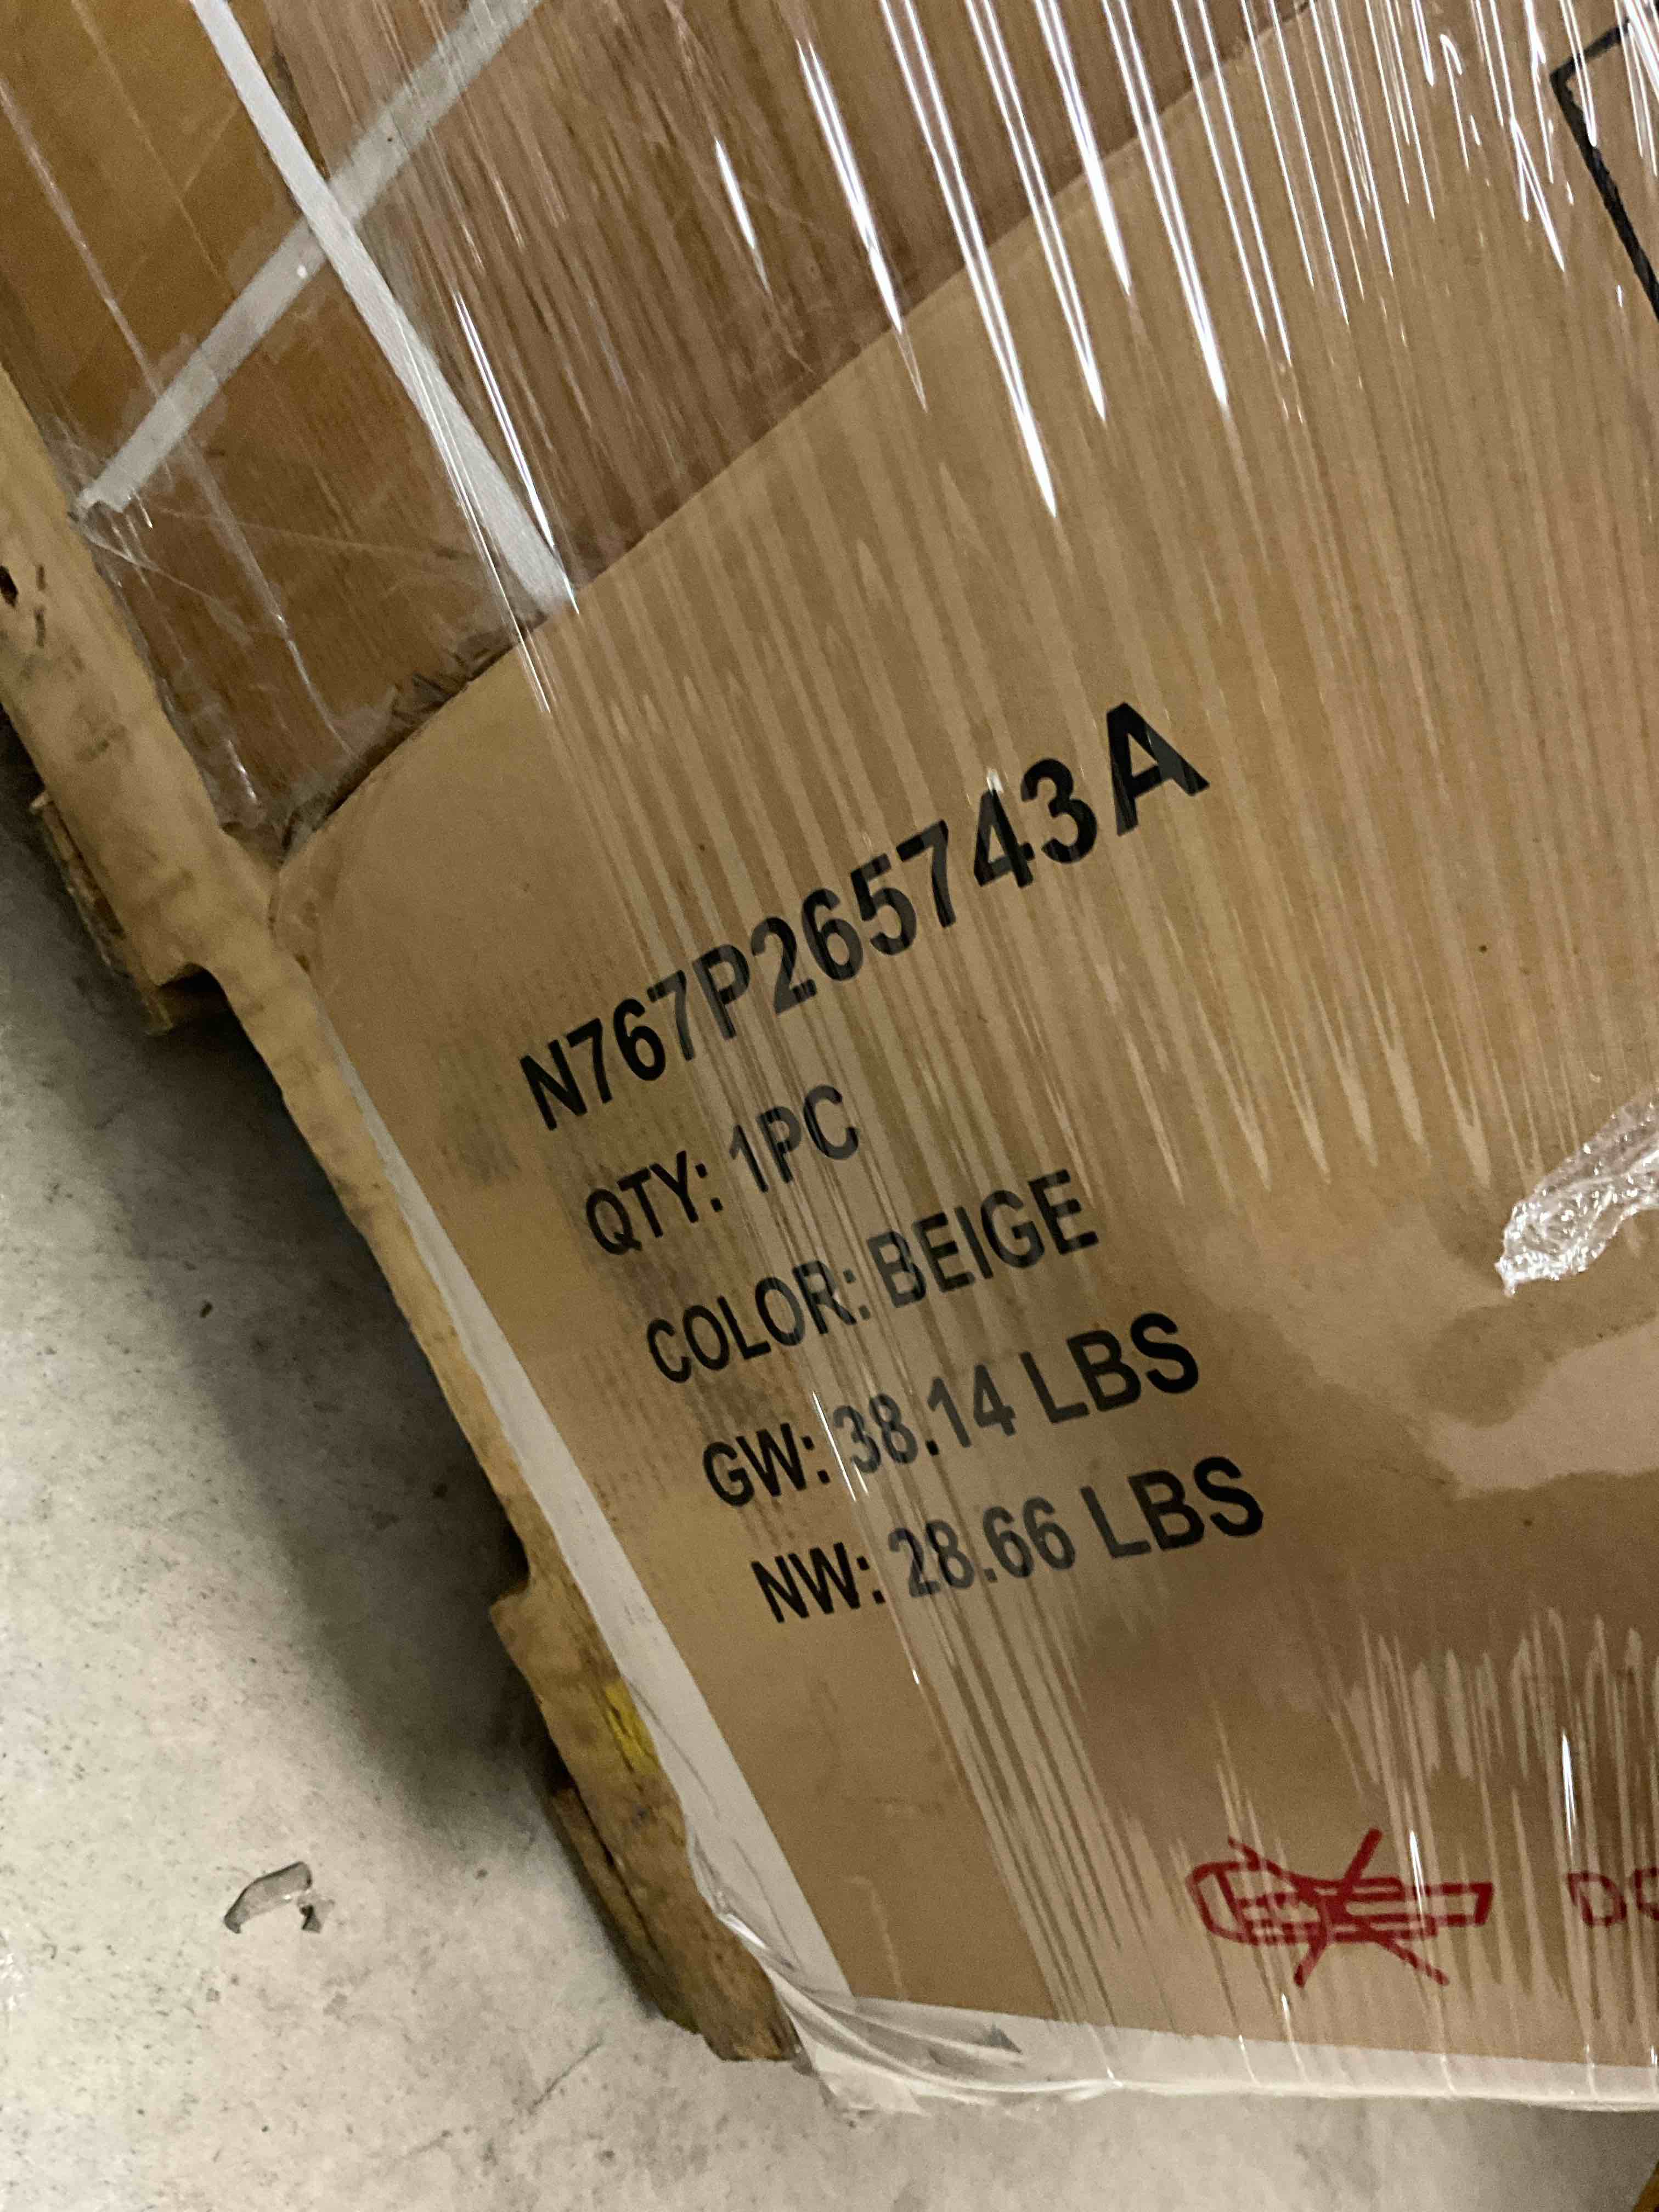 N767P265743A
QTY: 1PC
COLOR: BEIGE
GW: 38.14 LBS
NW: 28.66 LBS